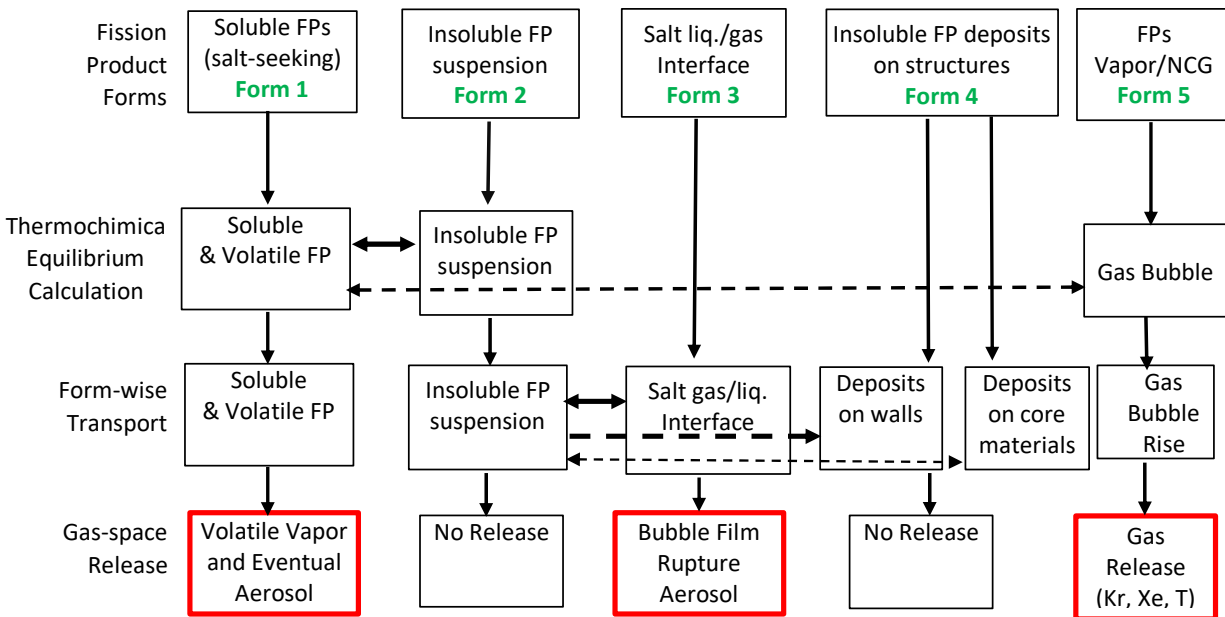 Fission
Product
Forms
Soluble FPs
(salt-seeking)
Form 1
Insoluble FP
suspension
Form 2
Salt liq./gas
Interface
Form 3
Insoluble FP deposits
on structures
Form 4
FPs
Vapor/NCG
Form 5
Thermochimica
Equilibrium
Calculation
Soluble
& Volatile FP
Insoluble FP
suspension
Gas Bubble
Form-wise
Transport
Soluble
& Volatile FP
Insoluble FP
suspension
Salt gas/liq.
Interface
Deposits
on walls
Deposits
on core
materials
Gas
Bubble
Rise
Gas-space
Release
Volatile Vapor
and Eventual
Aerosol
No Release
Bubble Film
Rupture
Aerosol
No Release
Gas
Release
(Kr, Xe, T)